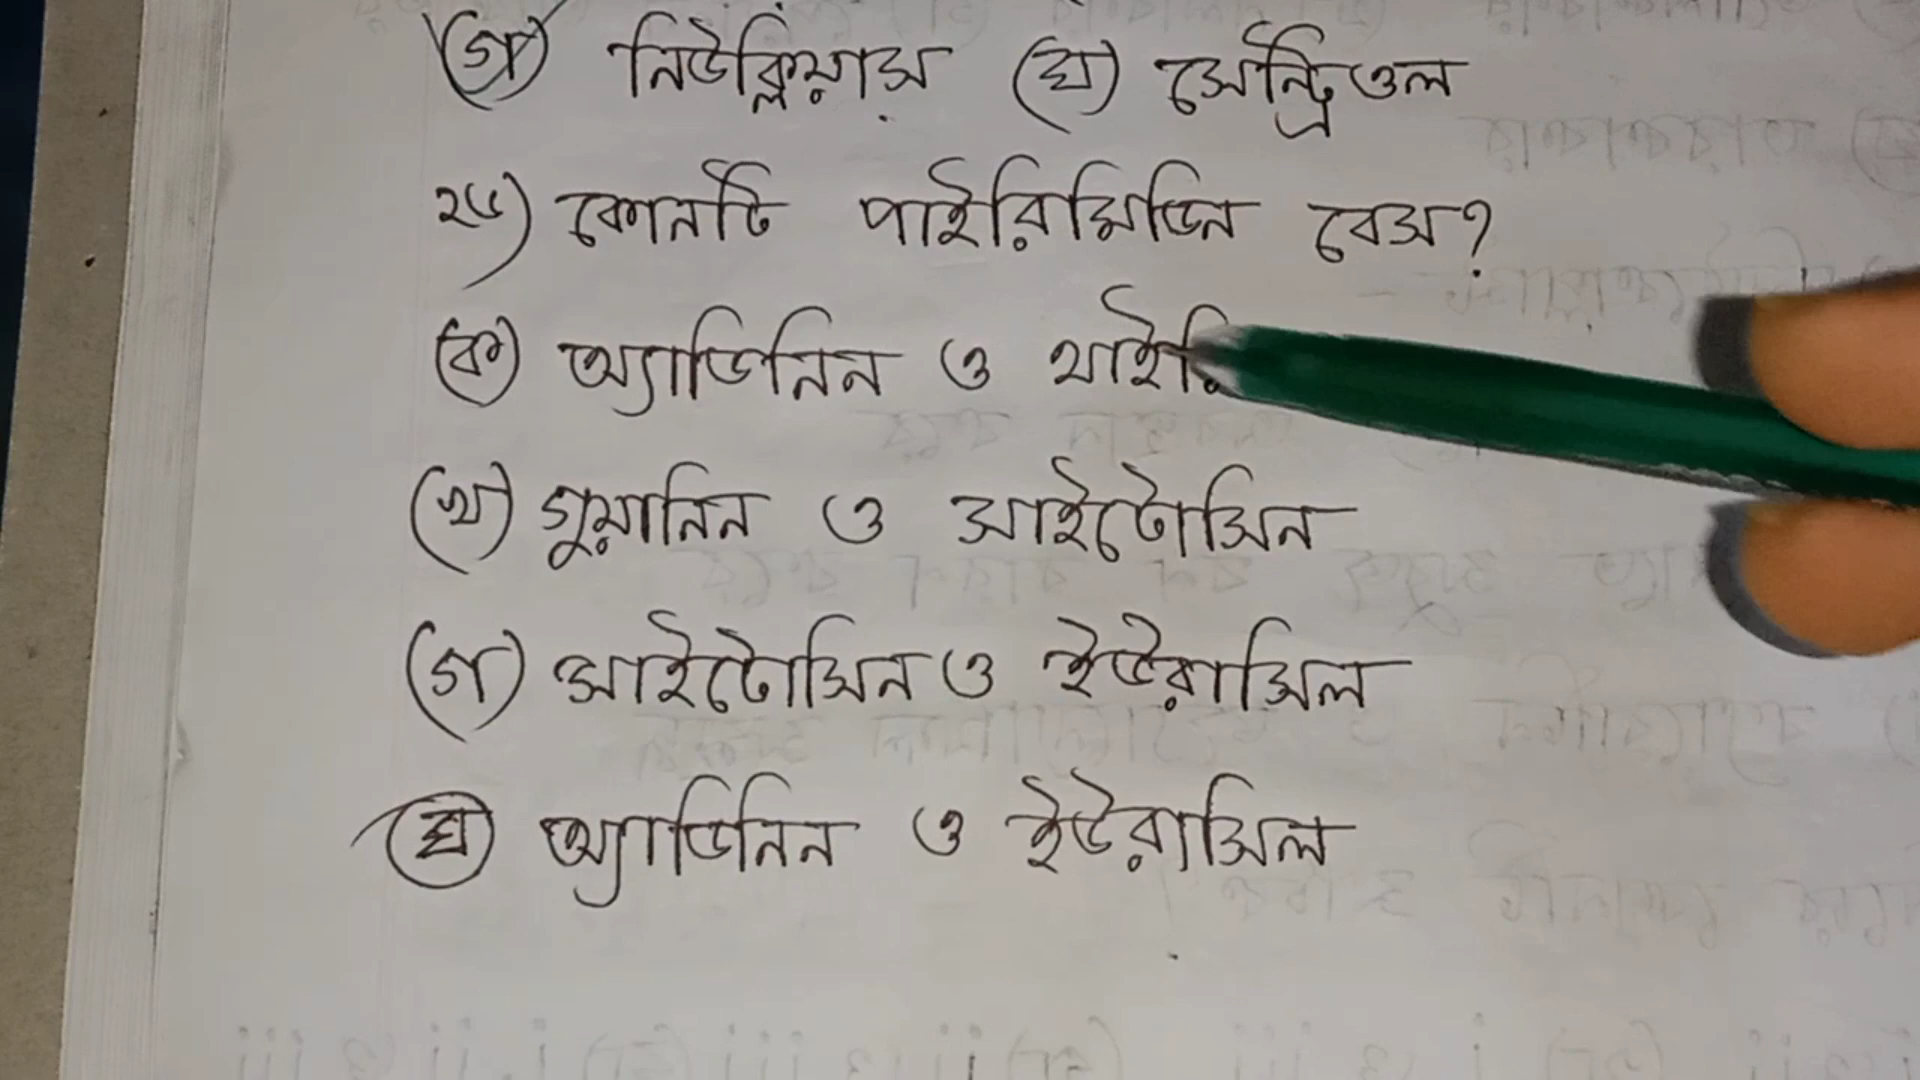 (গ) নিউক্লিয়াস (ঘ) সেন্ট্রিওল
২৫) কোনটি পাইরিমিডিন বেস?
(ক) অ্যাডিনিন ও
(খ) গুয়ানিন ও সাইটোসিন
(গ) সাইটোসিন ও ইউরাসিল
(ঘ) অ্যাডিনিন ও ইউরাসিল